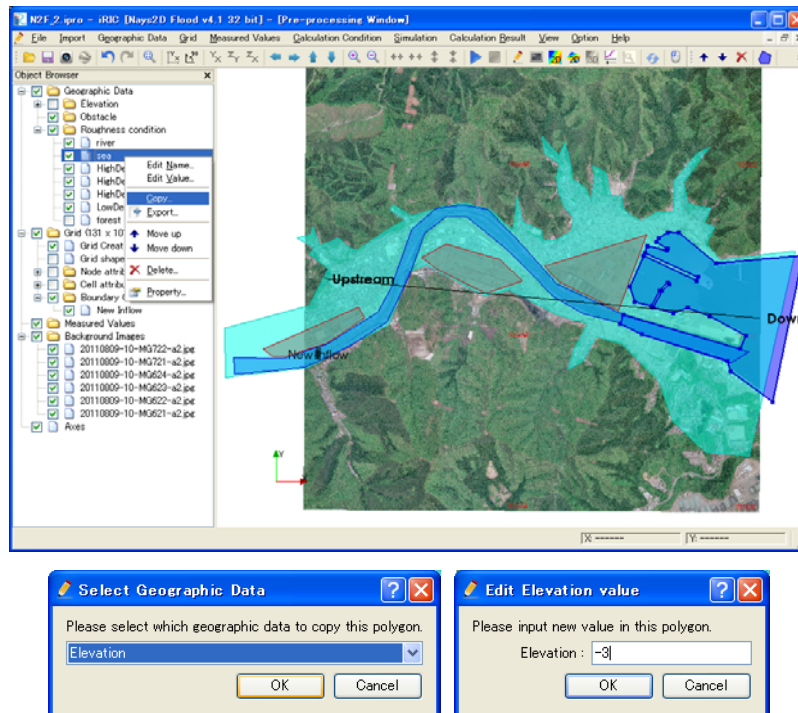 N2F_2.ipro - iRIC [Nays2D Flood v4.1 32 bit] - [Pre-processing Window]
File Import Geographic Data Grid Measured Values Calculation Condition Simulation Calculation Result View Option Help
Object Browser x
Geographic Data
Elevation
Obstacle
Roughness condition
river
sea
HighDe
HighDe
HighDe
LowDe
forest
Grid (131 x 10
Grid Creat
Grid shape
Node attrib
Cell attribu
Boundary C
New Inflow
Measured Values
Background Images
20110809-10-MG722-a2.jpg
20110809-10-MG721-a2.jpg
20110809-10-MG624-a2.jpg
20110809-10-MG623-a2.jpg
20110809-10-MG622-a2.jpg
20110809-10-MG621-a2.jpg
Axes
Edit Name...
Edit Value...
Copy...
Export...
Move up
Move down
Delete...
Property...
Upstream
Down
New Inflow
Y
X: ------ Y: ------
Select Geographic Data
Please select which geographic data to copy this polygon.
Elevation
OK Cancel
Edit Elevation value
Please input new value in this polygon.
Elevation : -3
OK Cancel